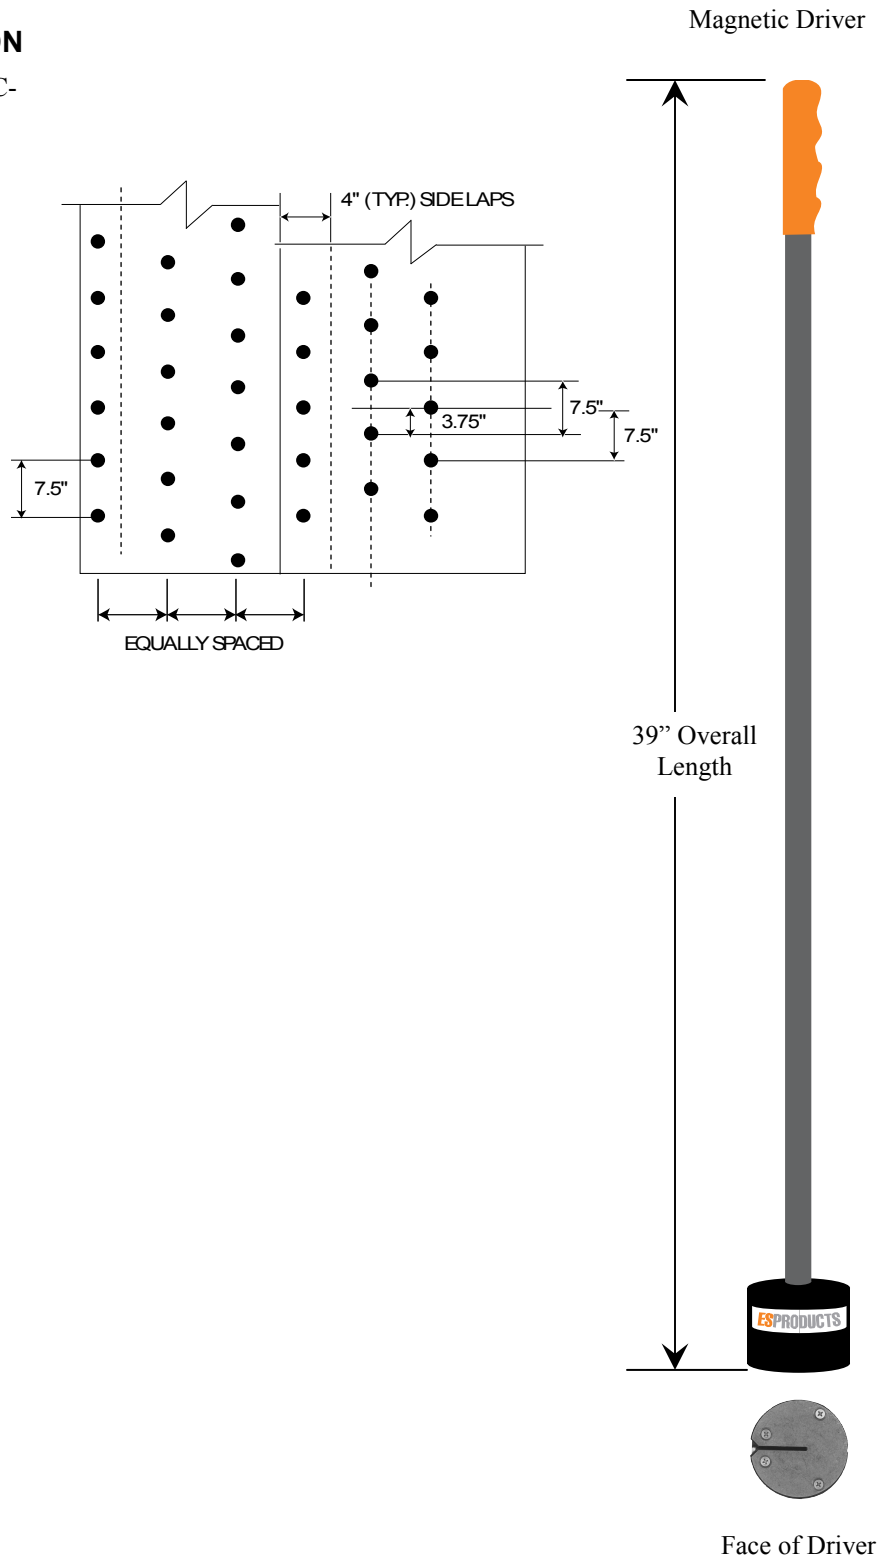 Magnetic Driver
ON
C-
4" (TYP.) SIDE LAPS
7.5"
3.75"
7.5"
7.5"
EQUALLY SPACED
39” Overall
Length
ESPRODUCTS
Face of Driver